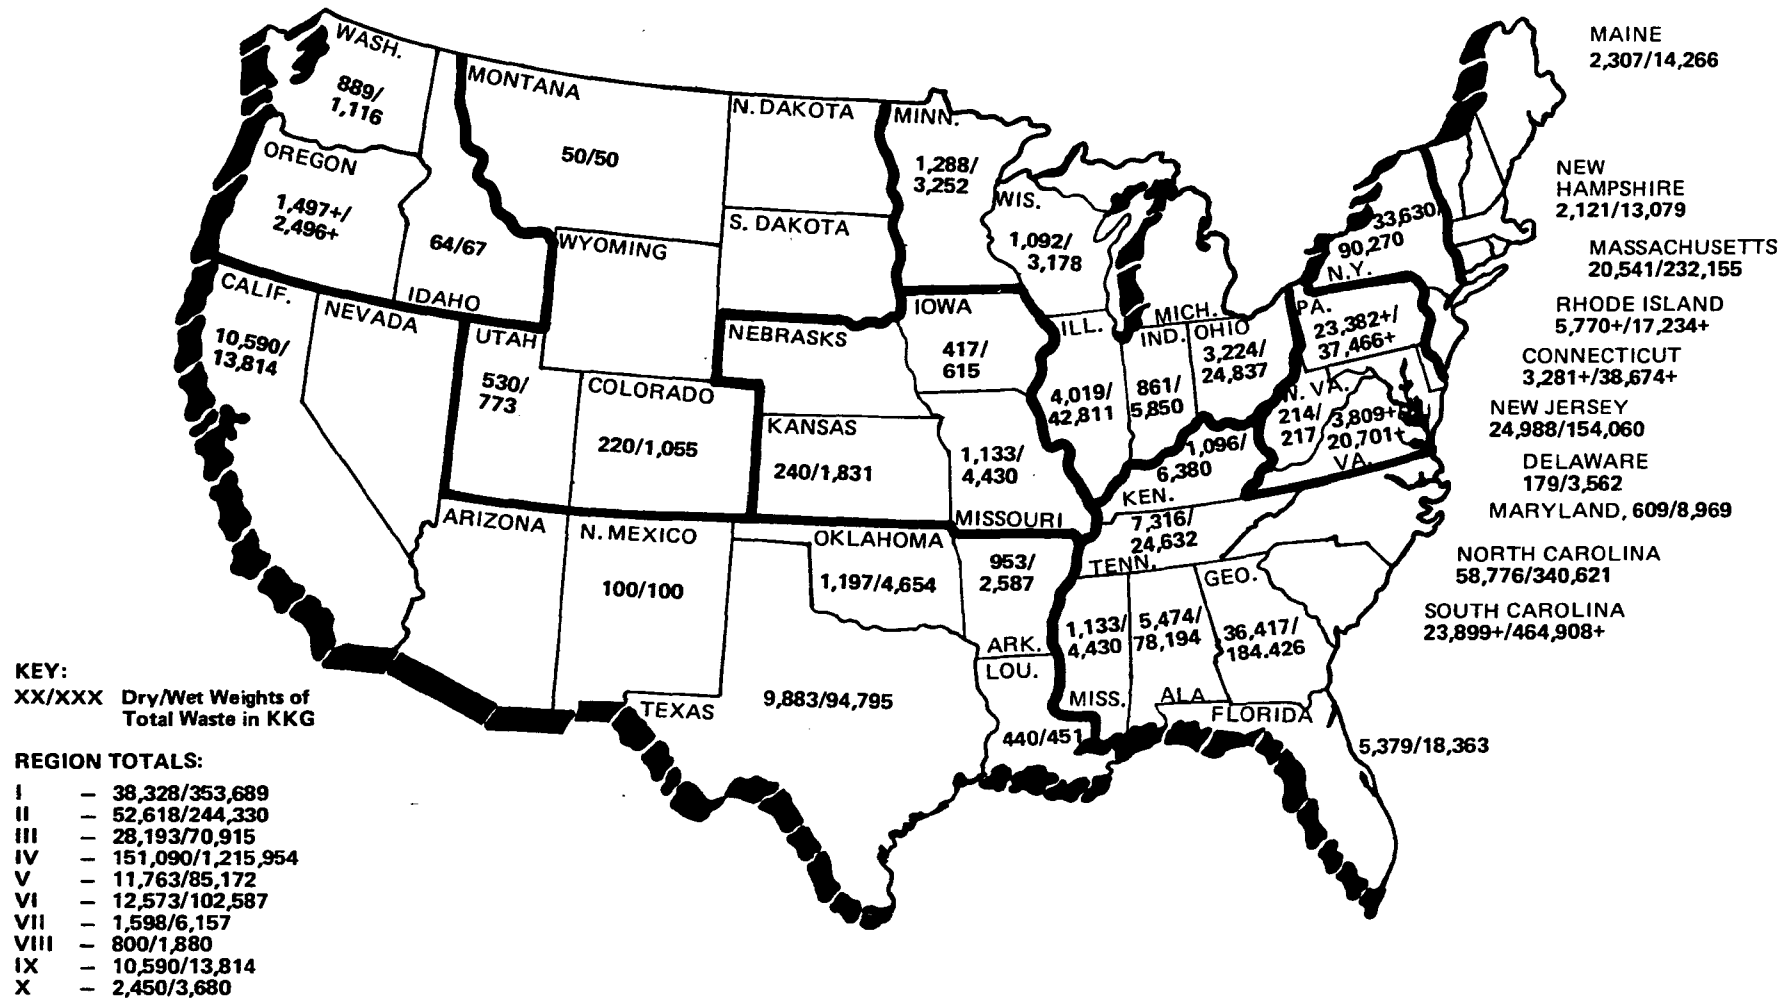 WASH.
889/
1,116
OREGON
1,497+/
2,496+
64/67
IDAHO
MONTANA
50/50
N. DAKOTA
S. DAKOTA
WYOMING
MINN.
1,288/
3,252
WIS.
1,092/
3,178
MICH.
CALIF.
10,590/
13,814
NEVADA
UTAH
530/
773
COLORADO
220/1,055
NEBRASKS
KANSAS
240/1,831
IOWA
417/
615
1,133/
4,430
MISSOURI
ILL.
4,019/
42,811
IND.
861/
5,850
OHIO
3,224/
24,837
33,630/
90,270
N.Y.
PA.
23,382+/
37,466+
W. VA.
214/
217
3,809+/
20,701+
VA.
1,096/
6,380
KEN.
7,316/
24,632
TENN.
ARIZONA
N. MEXICO
100/100
OKLAHOMA
1,197/4,654
953/
2,587
ARK.
LOU.
440/451
TEXAS
9,883/94,795
1,133/
4,430
MISS.
5,474/
78,194
ALA.
GEO.
36,417/
184.426
FLORIDA
5,379/18,363
MAINE
2,307/14,266
NEW
HAMPSHIRE
2,121/13,079
MASSACHUSETTS
20,541/232,155
RHODE ISLAND
5,770+/17,234+
CONNECTICUT
3,281+/38,674+
NEW JERSEY
24,988/154,060
DELAWARE
179/3,562
MARYLAND, 609/8,969
NORTH CAROLINA
58,776/340,621
SOUTH CAROLINA
23,899+/464,908+
KEY:
XX/XXX Dry/Wet Weights of
Total Waste in KKG
REGION TOTALS:
I – 38,328/353,689
II – 52,618/244,330
III – 28,193/70,915
IV – 151,090/1,215,954
V – 11,763/85,172
VI – 12,573/102,587
VII – 1,598/6,157
VIII – 800/1,880
IX – 10,590/13,814
X – 2,450/3,680